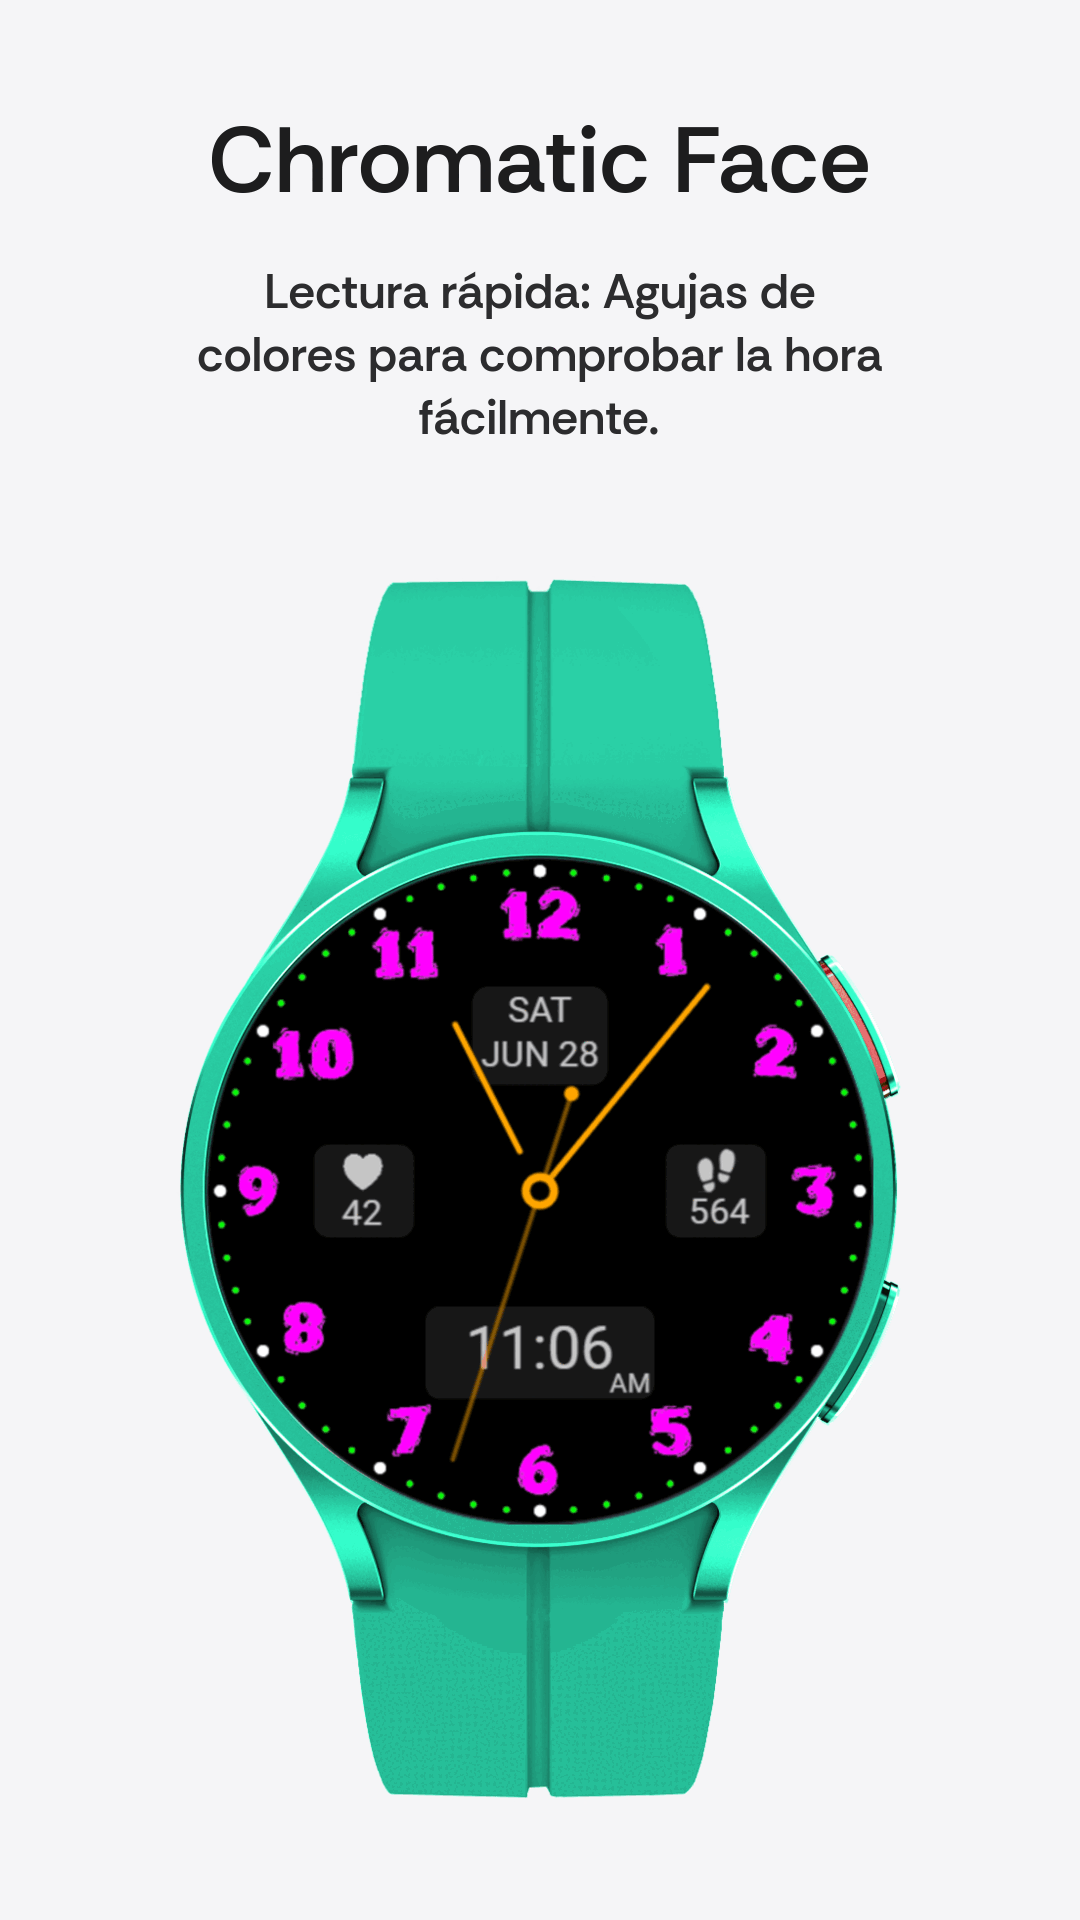 Chromatic Face
Lectura rápida: Agujas de
colores para comprobar la hora
fácilmente.
12
11
1
SAT
JUN 28
10
2
9
42
564
3
8
4
11:06
AM
7
5
6